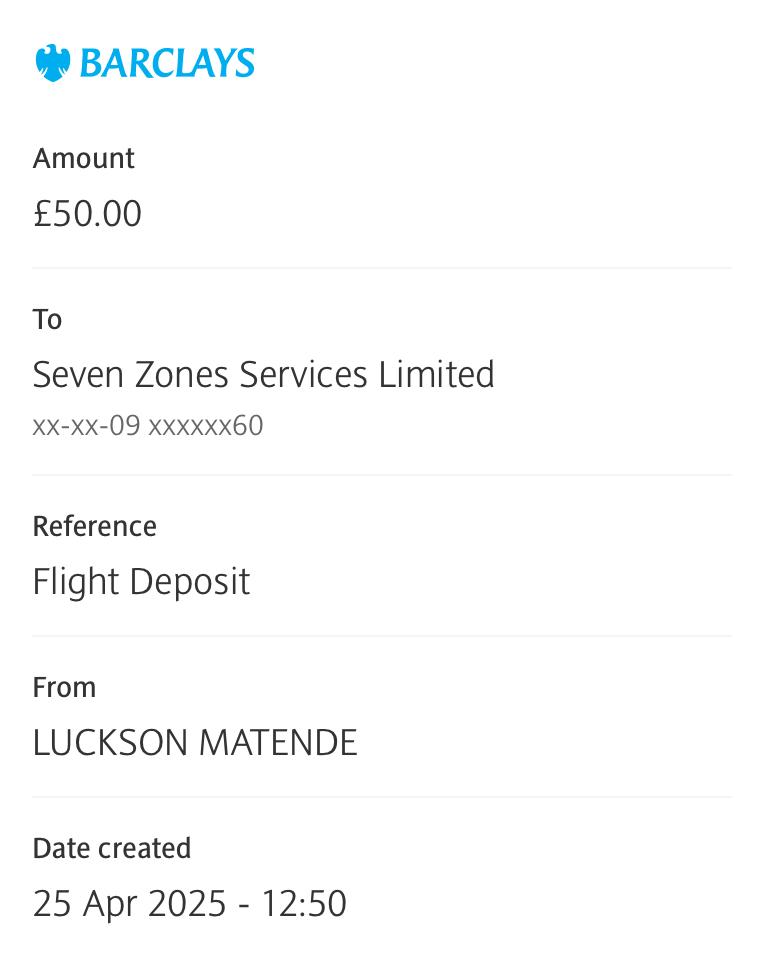 BARCLAYS
Amount
£50.00
To
Seven Zones Services Limited
xx-xx-09 xxxxxx60
Reference
Flight Deposit
From
LUCKSON MATENDE
Date created
25 Apr 2025 - 12:50